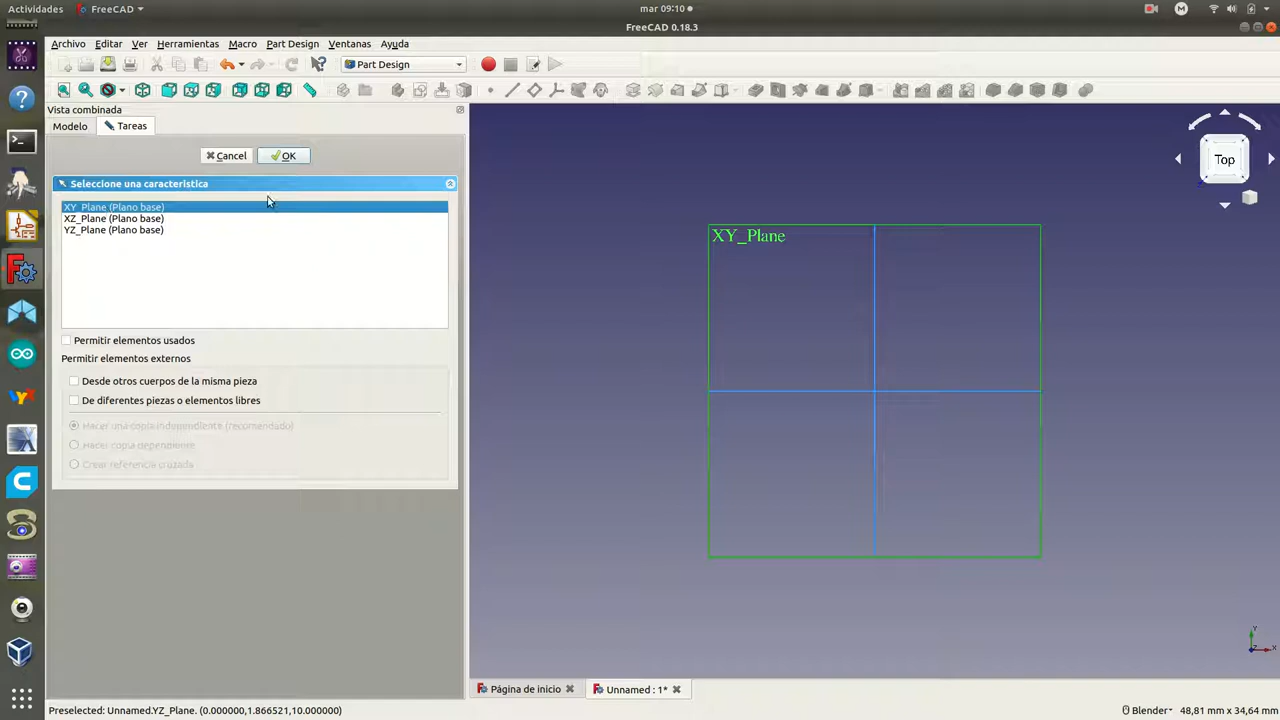 Actividades FreeCAD mar 09:10
FreeCAD 0.18.3
Archivo Editar Ver Herramientas Macro Part Design Ventanas Ayuda
Part Design
Vista combinada
Modelo Tareas
Cancel OK
Seleccione una caracteristica
XY_Plane (Plano base)
XZ_Plane (Plano base)
YZ_Plane (Plano base)
Permitir elementos usados
Permitir elementos externos
Desde otros cuerpos de la misma pieza
De diferentes piezas o elementos libres
Hacer una copia independiente (recomendado)
Hacer copia dependiente
Crear referencia cruzada
XY_Plane
Top
Y
X
Z
Página de inicio Unnamed : 1*
Preselected: Unnamed.YZ_Plane. (0.000000,1.866521,10.000000) Blender 48,81 mm x 34,64 mm